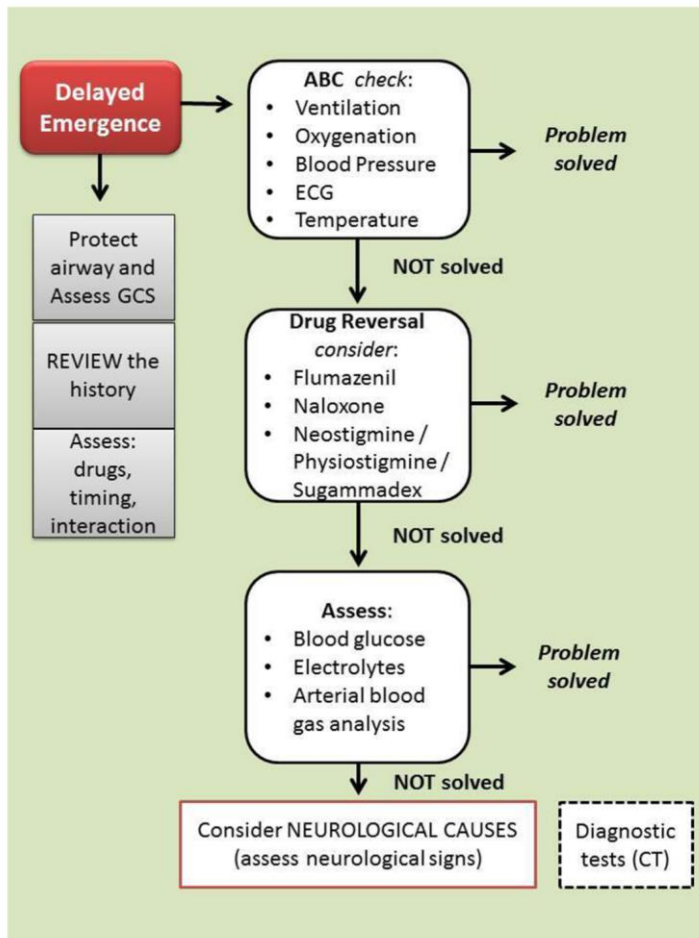 Delayed
Emergence
Protect
airway and
Assess GCS
REVIEW the
history
Assess:
drugs,
timing,
interaction
ABC check:
• Ventilation
• Oxygenation
• Blood Pressure
• ECG
• Temperature
Problem
solved
NOT solved
Drug Reversal
consider:
• Flumazenil
• Naloxone
• Neostigmine /
Physiostigmine /
Sugammadex
Problem
solved
NOT solved
Assess:
• Blood glucose
• Electrolytes
• Arterial blood
gas analysis
Problem
solved
NOT solved
Consider NEUROLOGICAL CAUSES
(assess neurological signs)
Diagnostic
tests (CT)